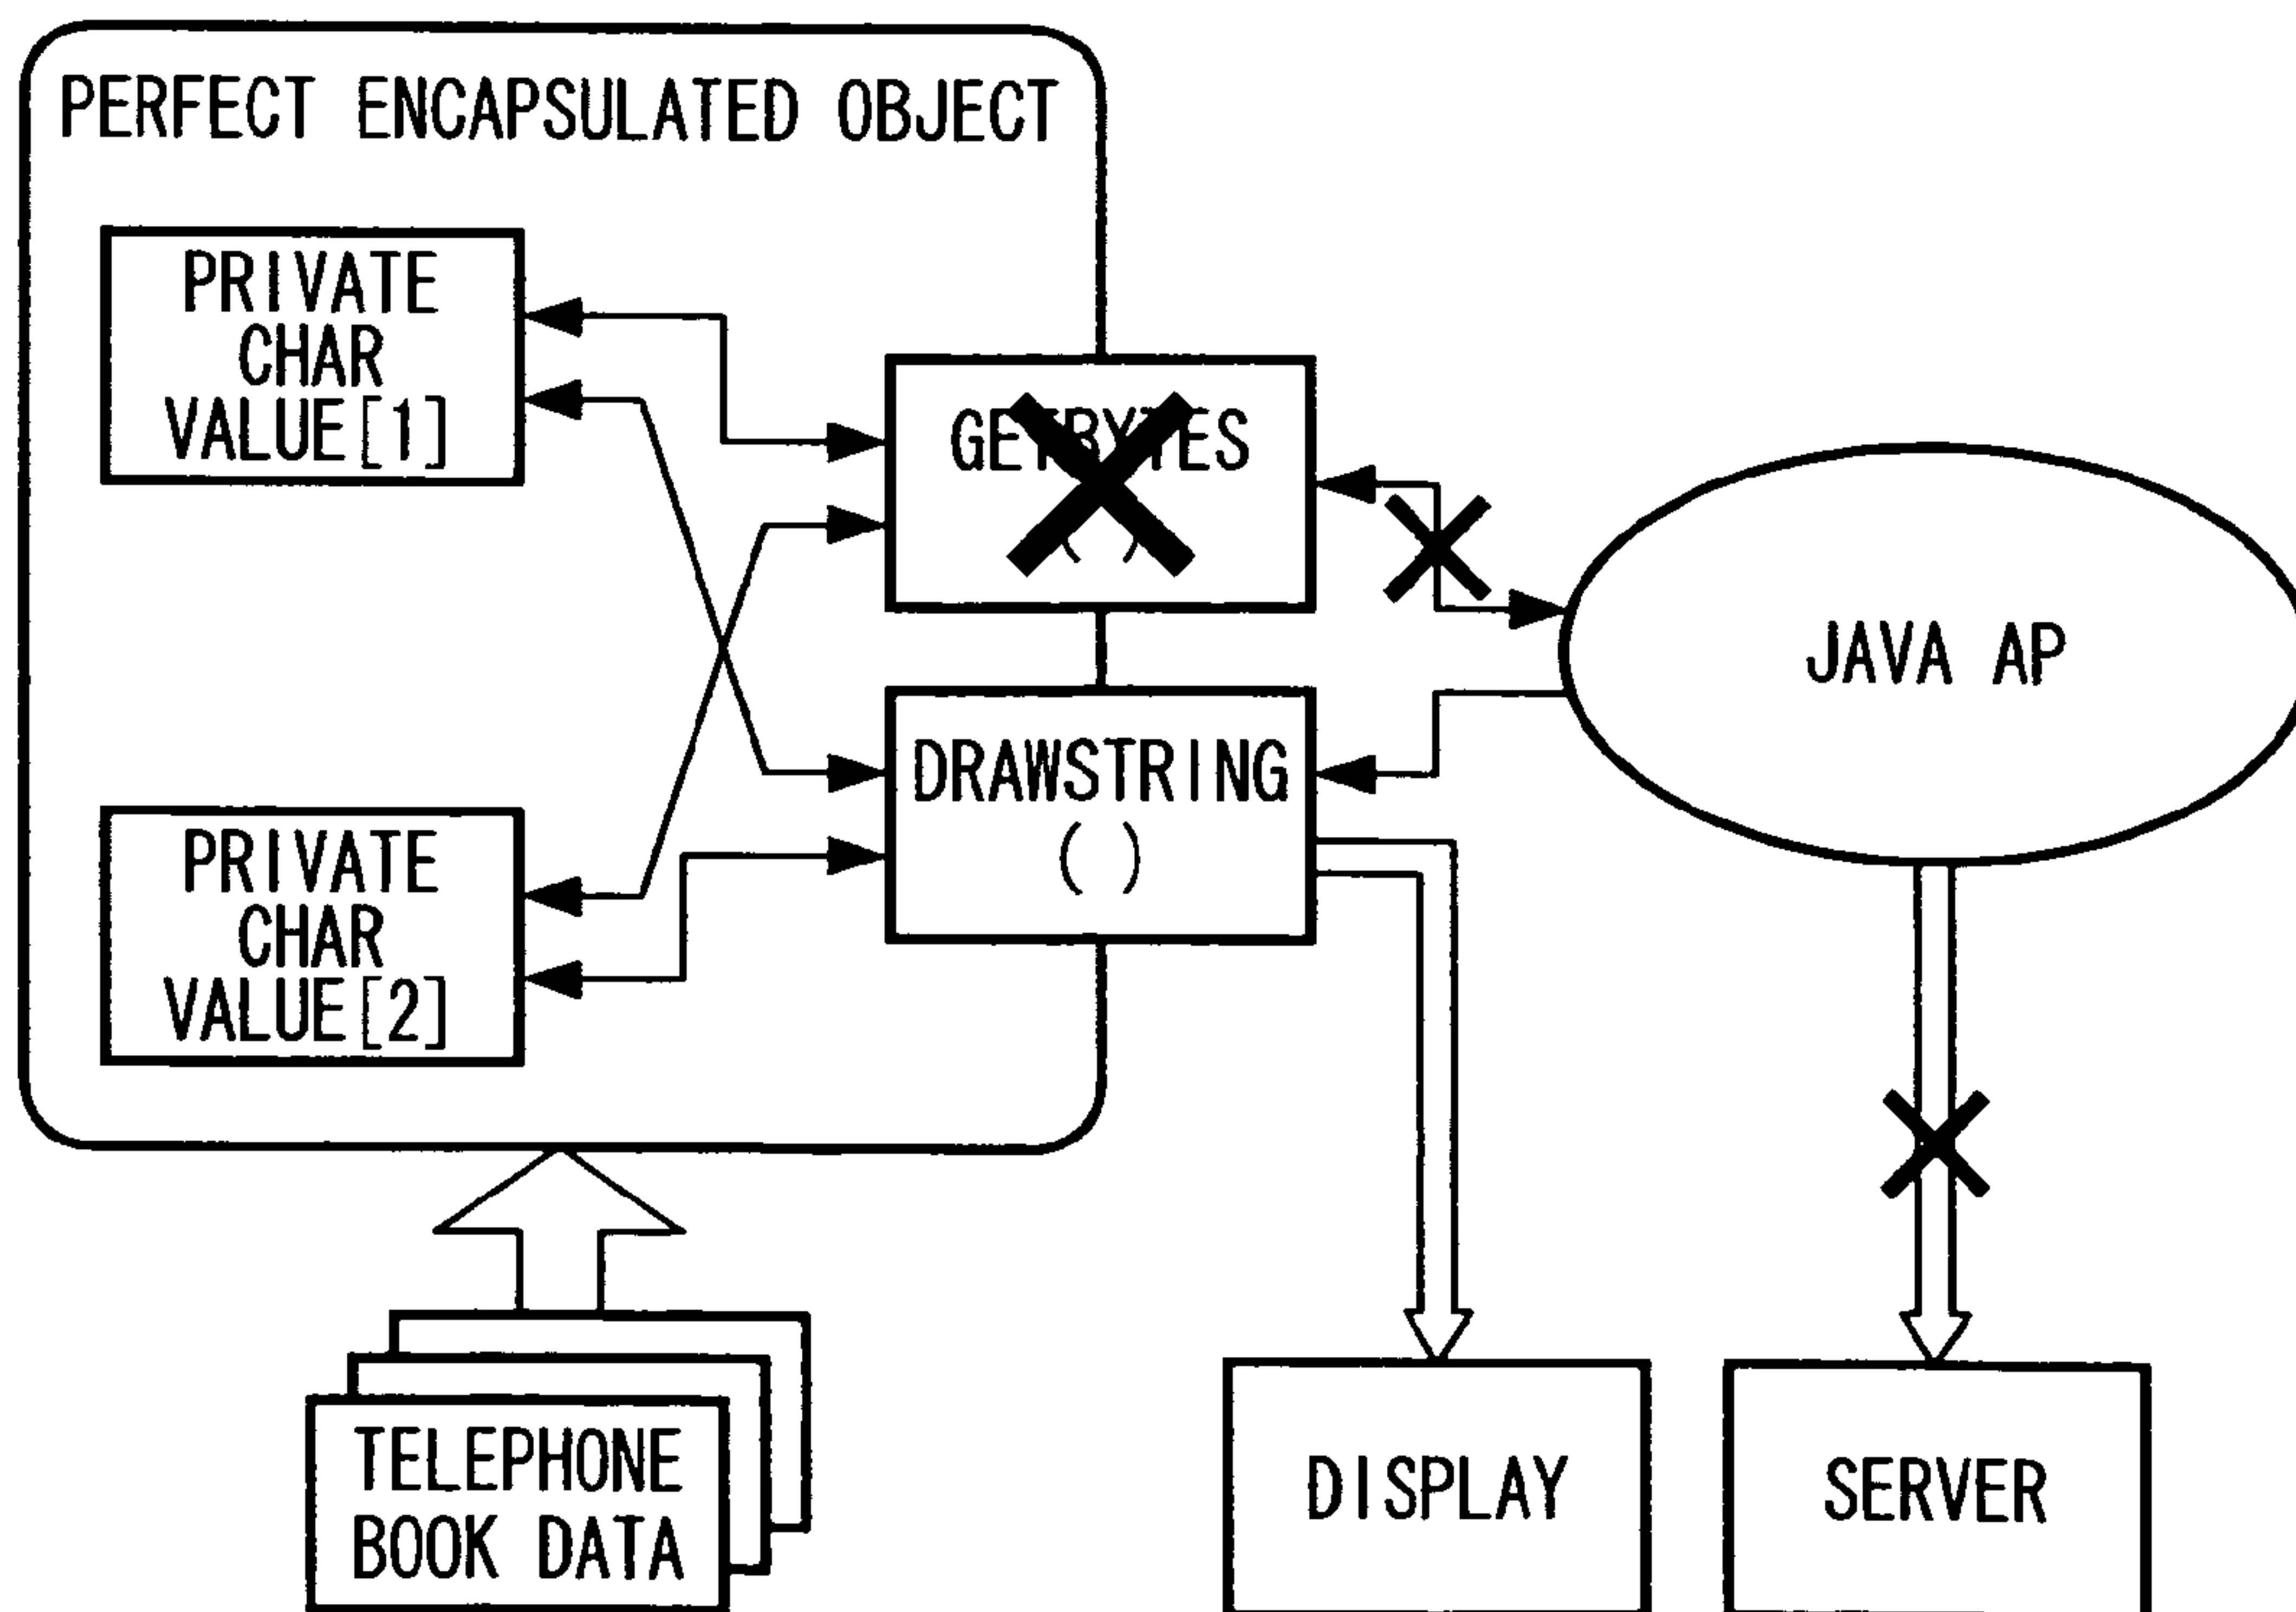 PERFECT ENCAPSULATED OBJECT
PRIVATE
CHAR
VALUE[1]
GETBYTES
( )
JAVA AP
DRAWSTRING
( )
PRIVATE
CHAR
VALUE[2]
TELEPHONE
BOOK DATA
DISPLAY
SERVER